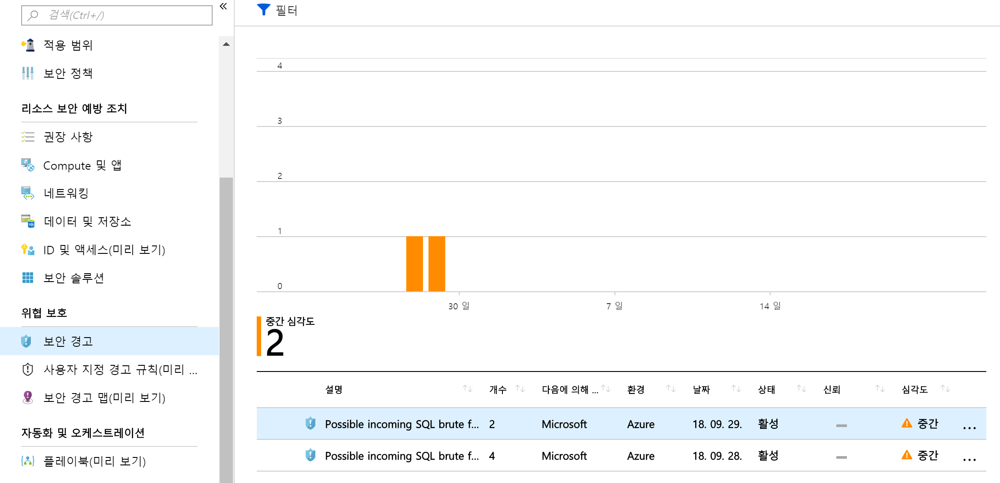 검색(Ctrl+/)
적용 범위
보안 정책
리소스 보안 예방 조치
권장 사항
Compute 및 앱
네트워킹
데이터 및 저장소
ID 및 액세스(미리 보기)
보안 솔루션
위협 보호
보안 경고
사용자 지정 경고 규칙(미리 ...
보안 경고 맵(미리 보기)
자동화 및 오케스트레이션
플레이북(미리 보기)
필터
4
3
2
1
0
30 일 7 일 14 일
중간 심각도
2
설명 개수 다음에 의해 ... 환경 날짜 상태 신뢰 심각도
Possible incoming SQL brute f... 2 Microsoft Azure 18. 09. 29. 활성 중간 ...
Possible incoming SQL brute f... 4 Microsoft Azure 18. 09. 28. 활성 중간 ...